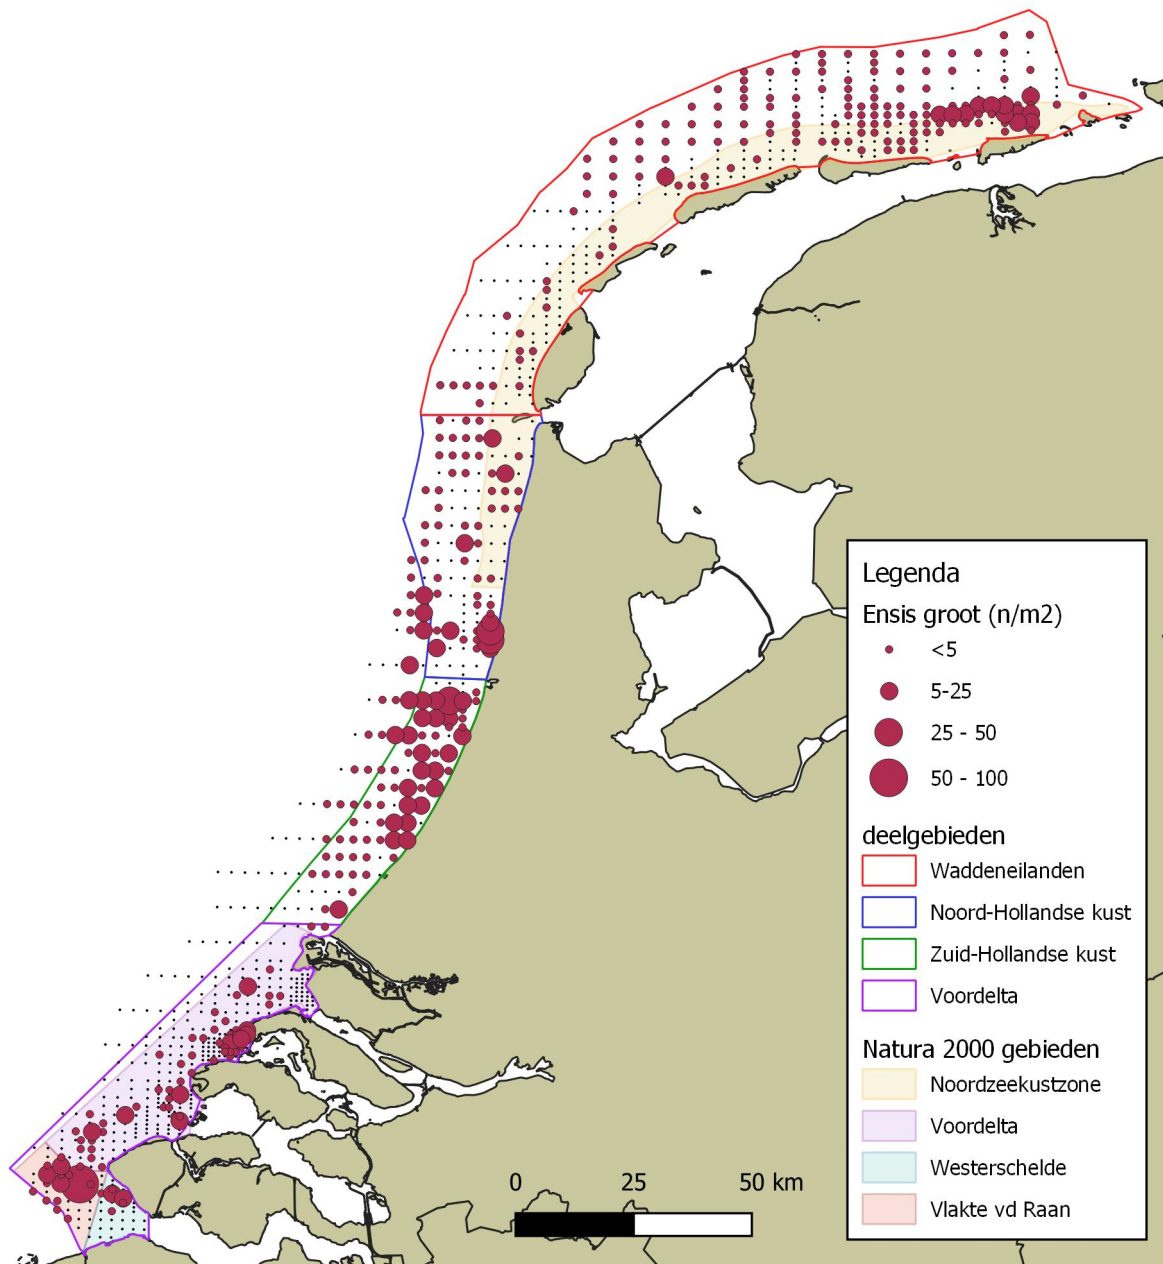 Legenda
Ensis groot (n/m2)
<5
5-25
25 - 50
50 - 100
deelgebieden
Waddeneilanden
Noord-Hollandse kust
Zuid-Hollandse kust
Voordelta
Natura 2000 gebieden
Noordzeekustzone
Voordelta
Westerschelde
Vlakte vd Raan
0 25 50 km